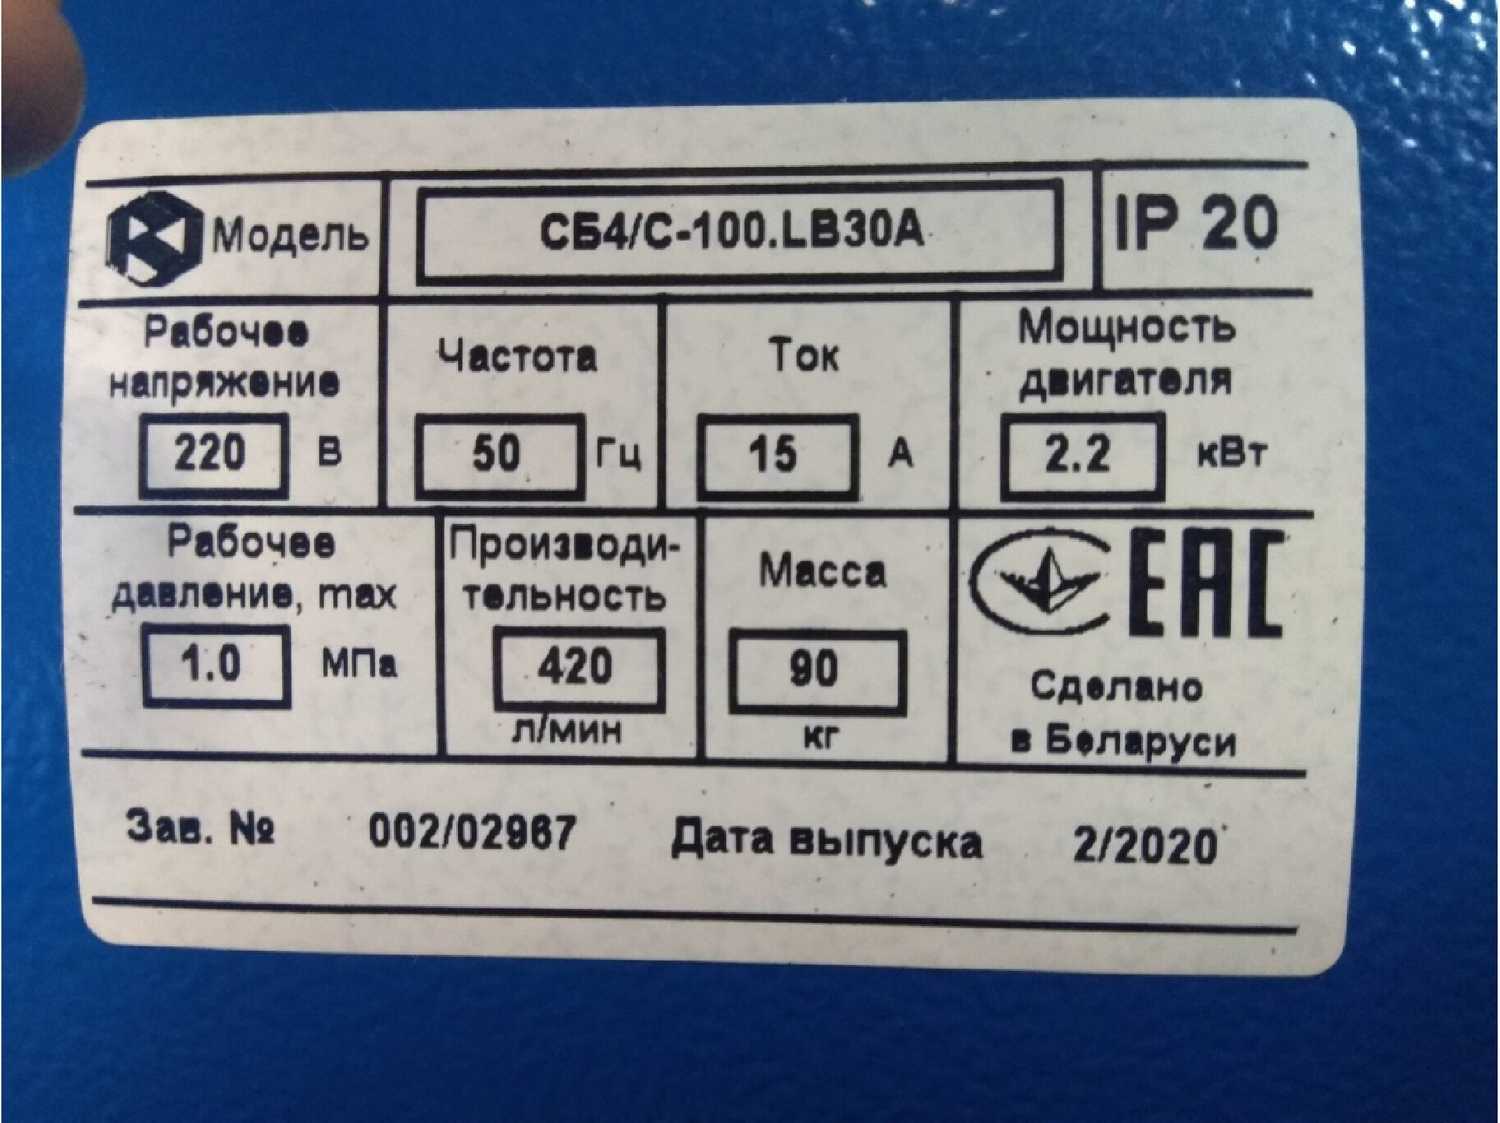 Модель СБ4/С-100.LB30A IP 20
Рабочее
напряжение
220 В
Частота
50 Гц
Ток
15 А
Мощность
двигателя
2.2 кВт
Рабочее
давление, max
1.0 МПа
Производи-
тельность
420
л/мин
Масса
90
кг
ЕАС
Сделано
в Беларуси
Зав. № 002/02967 Дата выпуска 2/2020